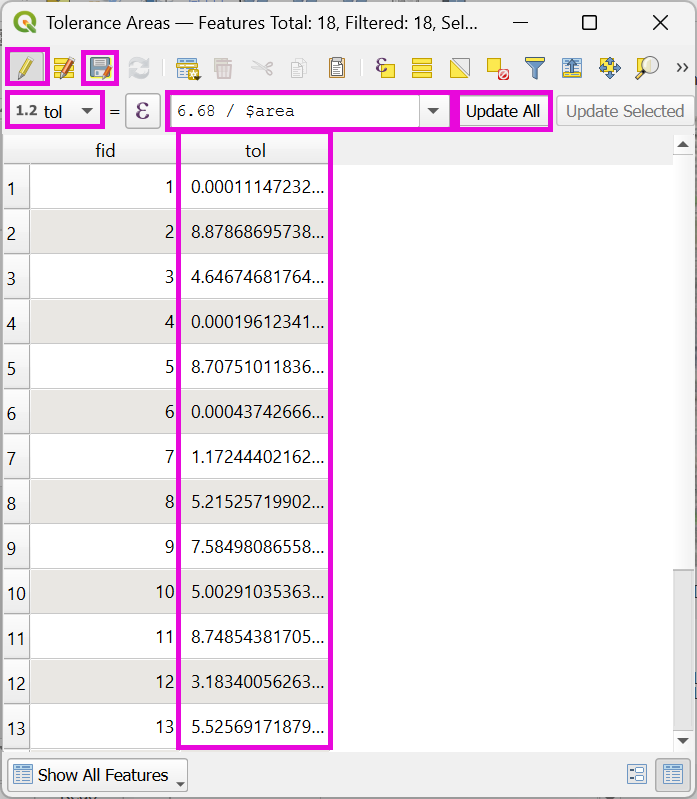 Tolerance Areas — Features Total: 18, Filtered: 18, Sel...
1.2 tol = ε 6.68 / $area Update All Update Selected
fid tol
1 1 0.00011147232...
2 2 8.87868695738...
3 3 4.64674681764...
4 4 0.00019612341...
5 5 8.70751011836...
6 6 0.00043742666...
7 7 1.17244402162...
8 8 5.21525719902...
9 9 7.58498086558...
10 10 5.00291035363...
11 11 8.74854381705...
12 12 3.18340056263...
13 13 5.52569171879...
Show All Features